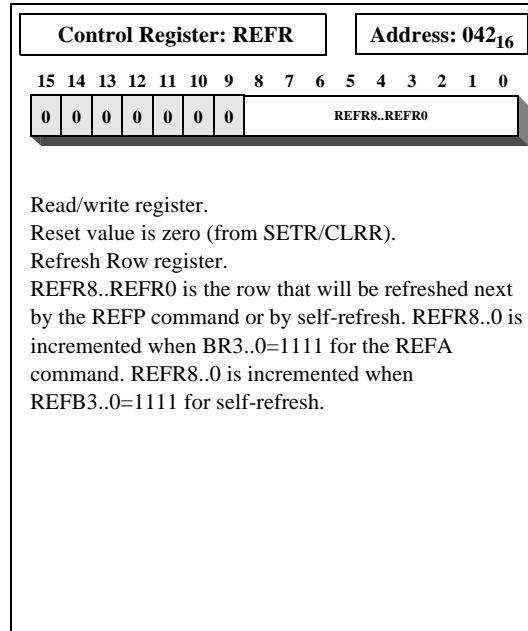 Control Register: REFR
Address: 042₁₆
15 14 13 12 11 10 9 8 7 6 5 4 3 2 1 0
0 0 0 0 0 0 0 REFR8..REFR0
Read/write register.
Reset value is zero (from SETR/CLRR).
Refresh Row register.
REFR8..REFR0 is the row that will be refreshed next
by the REFP command or by self-refresh. REFR8..0 is
incremented when BR3..0=1111 for the REFA
command. REFR8..0 is incremented when
REFB3..0=1111 for self-refresh.